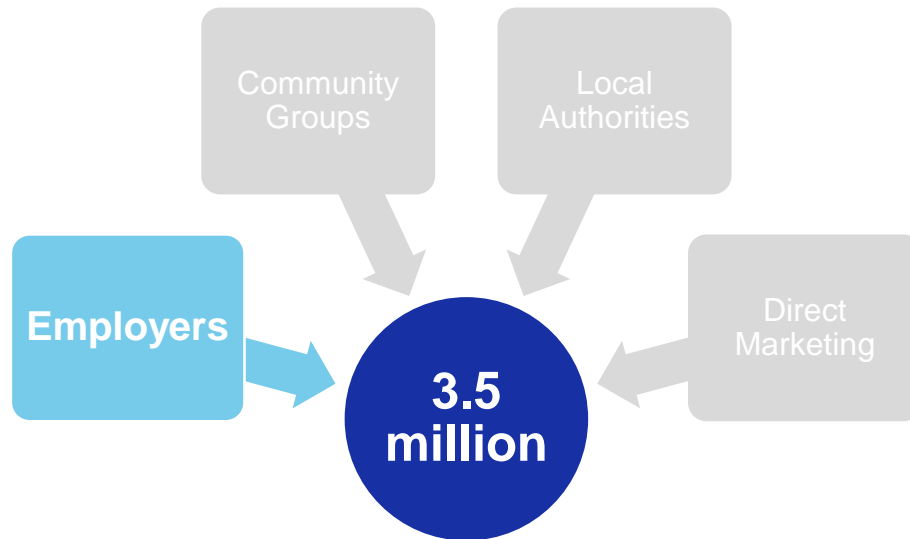 Community
Groups
Local
Authorities
Employers
Direct
Marketing
3.5
million